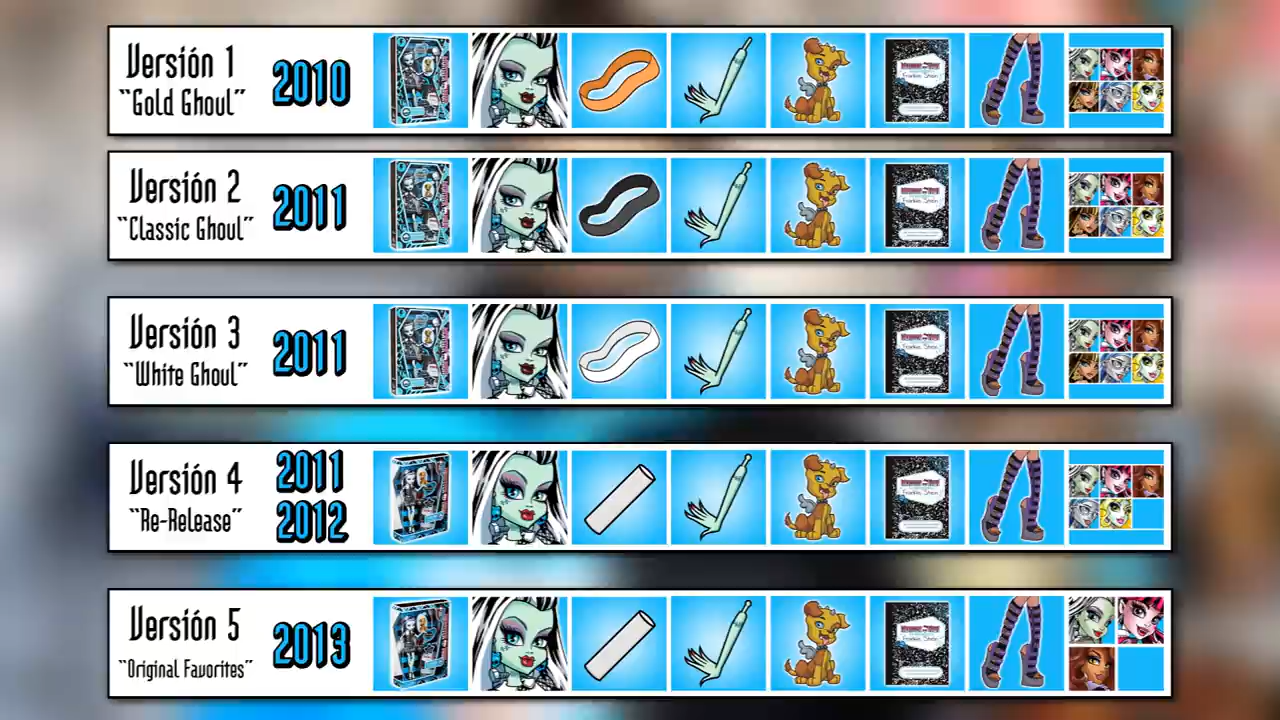 Versión 1
"Gold Ghoul"
2010
Versión 2
"Classic Ghoul"
2011
Versión 3
"White Ghoul"
2011
Versión 4
"Re-Release"
2011
2012
Versión 5
"Original Favorites"
2013